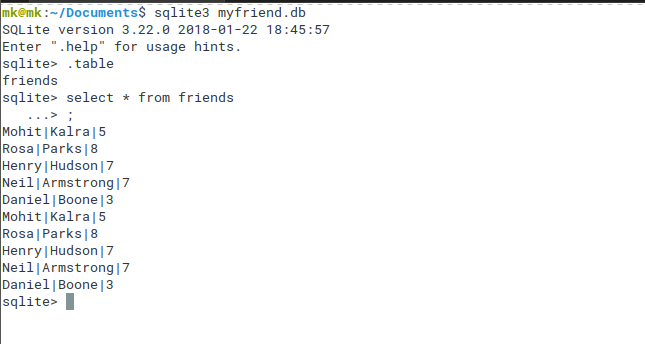 mk@mk:~/Documents$ sqlite3 myfriend.db
SQLite version 3.22.0 2018-01-22 18:45:57
Enter ".help" for usage hints.
sqlite> .table
friends
sqlite> select * from friends
   ...> ;
Mohit|Kalra|5
Rosa|Parks|8
Henry|Hudson|7
Neil|Armstrong|7
Daniel|Boone|3
Mohit|Kalra|5
Rosa|Parks|8
Henry|Hudson|7
Neil|Armstrong|7
Daniel|Boone|3
sqlite>